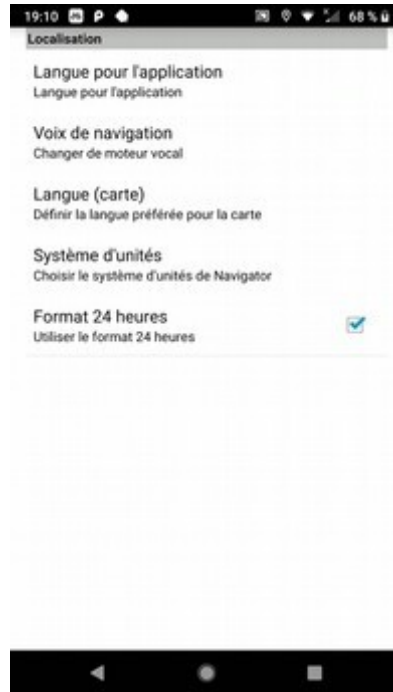 19:10 68 %
Localisation
Langue pour l'application
Langue pour l'application
Voix de navigation
Changer de moteur vocal
Langue (carte)
Définir la langue préférée pour la carte
Système d'unités
Choisir le système d'unités de Navigator
Format 24 heures
Utiliser le format 24 heures